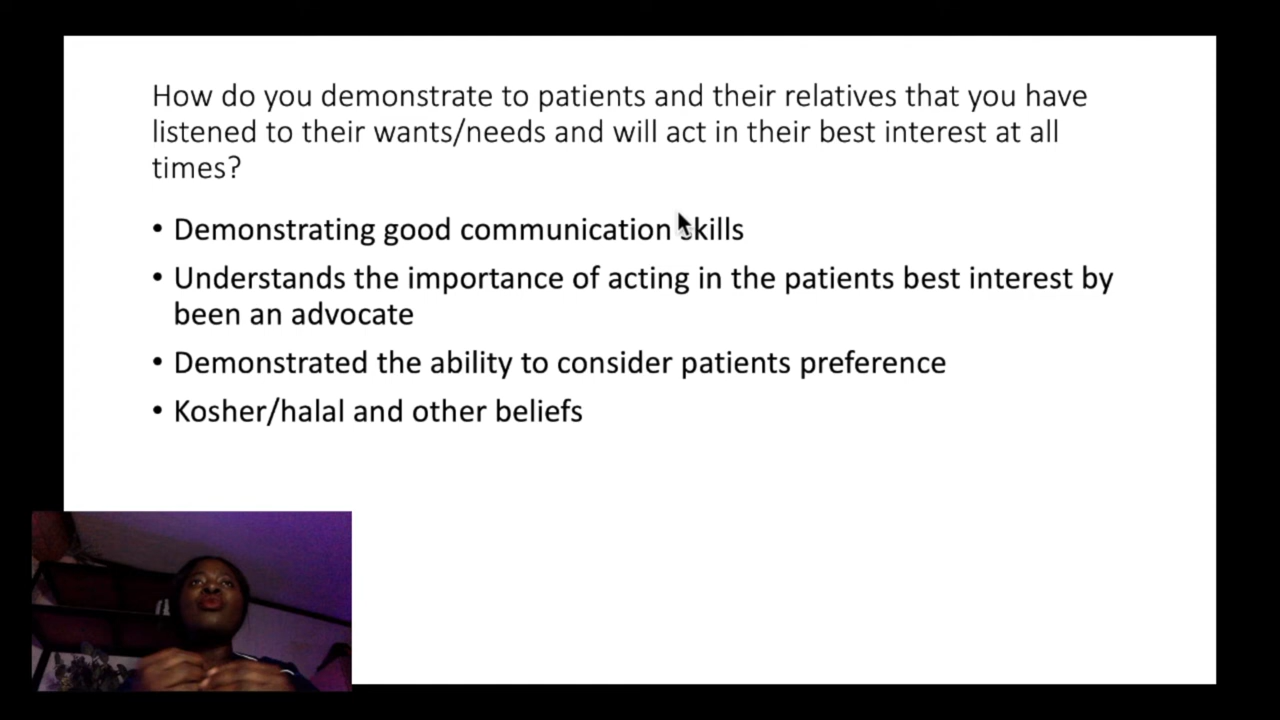 How do you demonstrate to patients and their relatives that you have
listened to their wants/needs and will act in their best interest at all
times?
• Demonstrating good communication skills
• Understands the importance of acting in the patients best interest by
been an advocate
• Demonstrated the ability to consider patients preference
• Kosher/halal and other beliefs